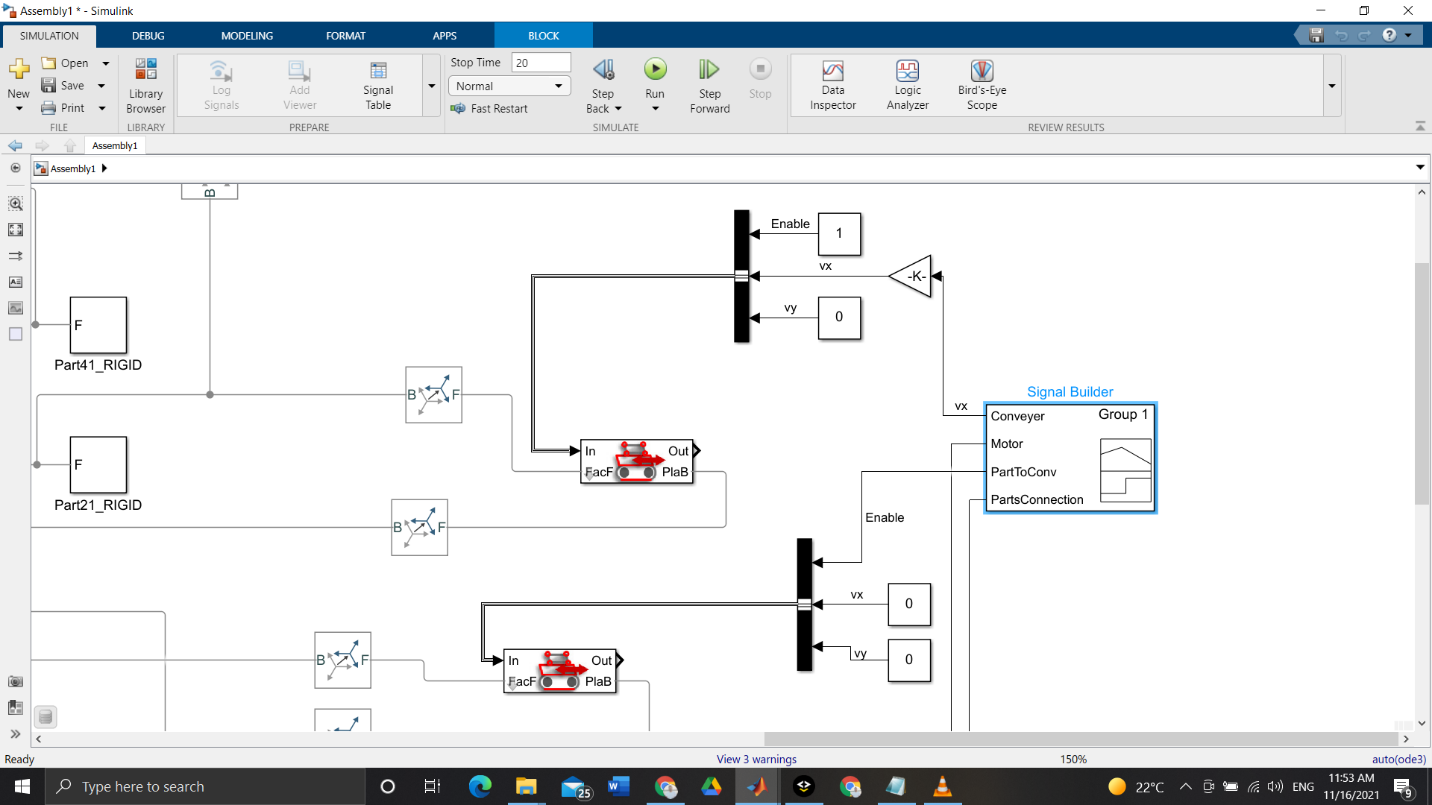 Assembly1 * - Simulink
SIMULATION DEBUG MODELING FORMAT APPS BLOCK
New
Open
Save
Print
FILE
Library
Browser
LIBRARY
Log
Signals
Add
Viewer
Signal
Table
PREPARE
Stop Time 20
Normal
Fast Restart
Step
Back
Run
Step
Forward
Stop
SIMULATE
Data
Inspector
Logic
Analyzer
Bird's-Eye
Scope
REVIEW RESULTS
Assembly1
Assembly1
B
Enable
1
vx
-K-
vy
0
F
Part41_RIGID
B F
Signal Builder
vx
Conveyer Group 1
Motor
PartToConv
PartsConnection
In Out
FacF PlaB
F
Part21_RIGID
B F
Enable
vx
0
vy
0
B F
In Out
FacF PlaB
Ready View 3 warnings 150% auto(ode3)
Type here to search
25
22°C
ENG
11:53 AM
11/16/2021
9